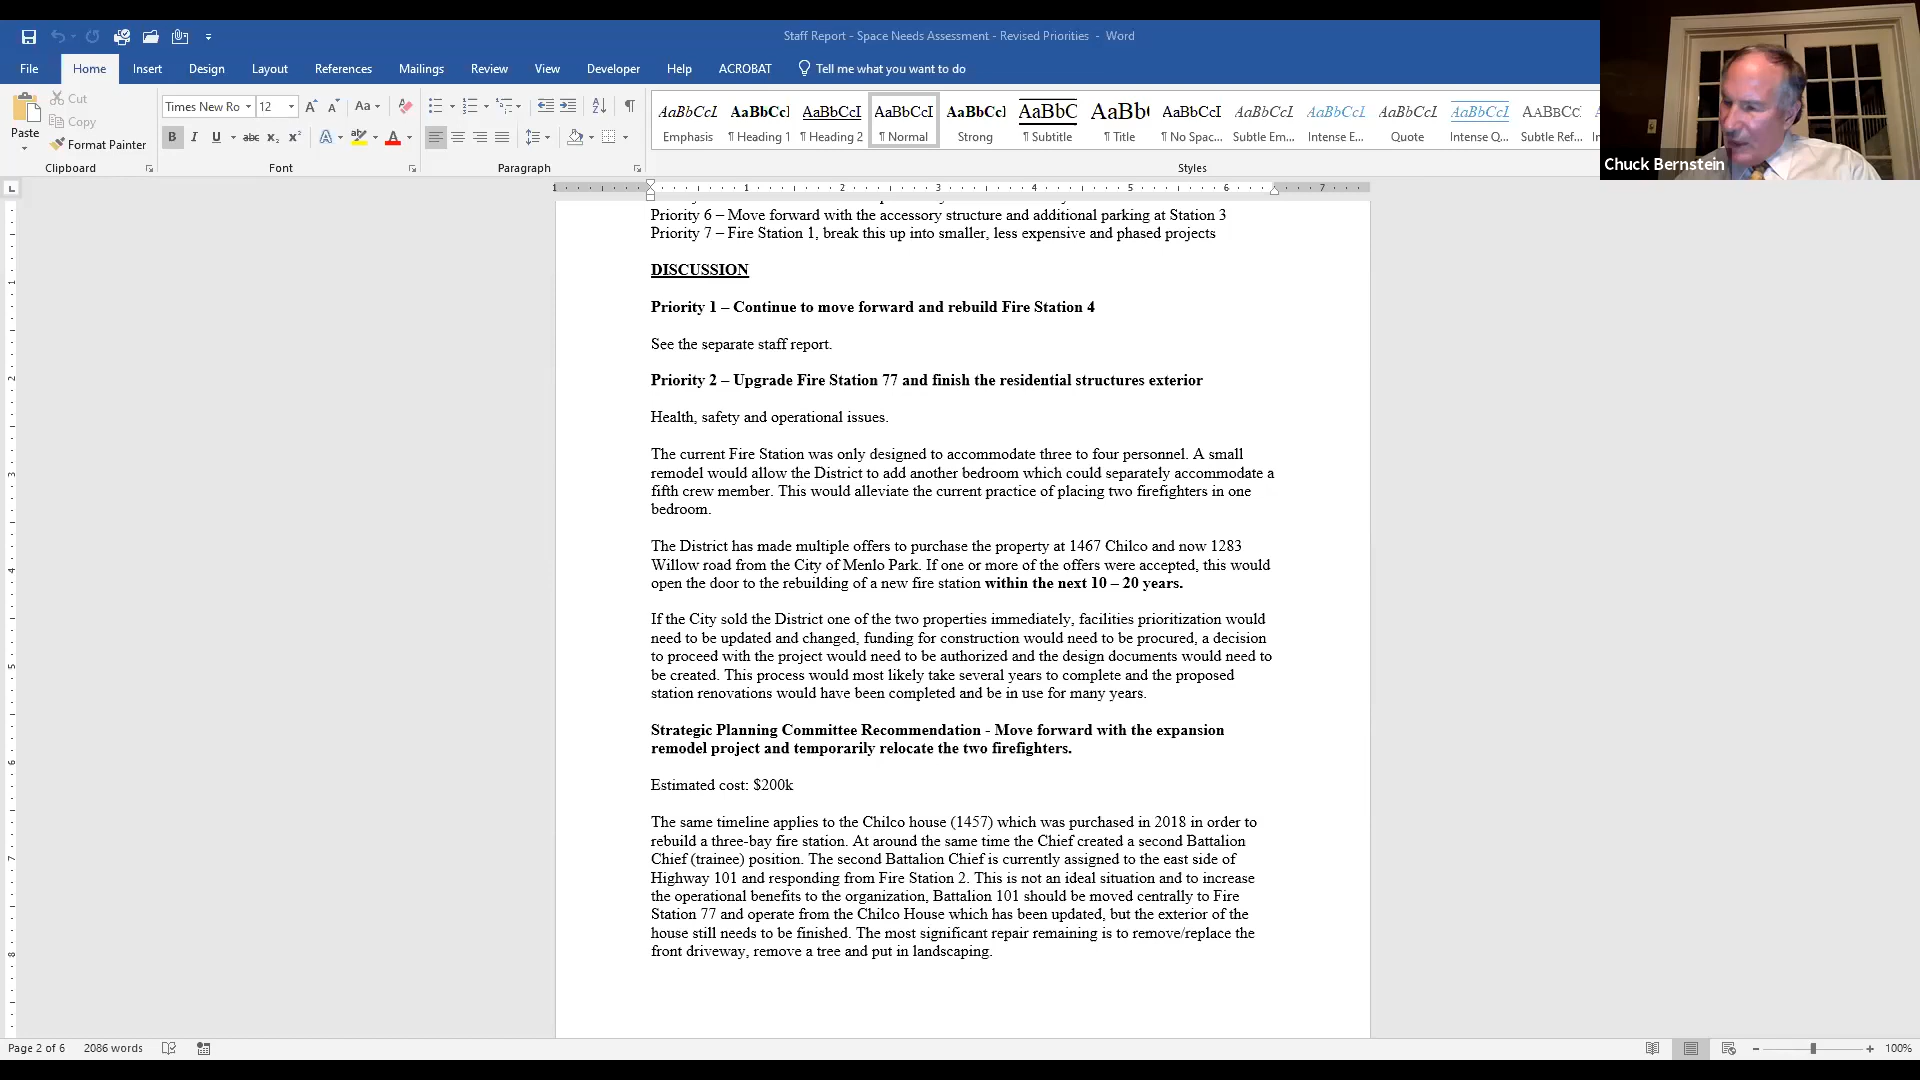 Staff Report - Space Needs Assessment - Revised Priorities - Word
File Home Insert Design Layout References Mailings Review View Developer Help ACROBAT Tell me what you want to do
Cut
Copy
Paste
Format Painter
Clipboard
Times New Ro 12
Font
Paragraph
AaBbCcI AaBbCcI AaBbCcI AaBbCcI AaBbCcI AaBbC AaBb( AaBbCcI AaBbCcI AaBbCcI AaBbCcI AaBbCcI AABBCC
Emphasis ¶ Heading 1 ¶ Heading 2 ¶ Normal Strong ¶ Subtitle ¶ Title ¶ No Spac... Subtle Em... Intense E... Quote Intense Q... Subtle Ref...
Styles
Chuck Bernstein
Priority 6 – Move forward with the accessory structure and additional parking at Station 3
Priority 7 – Fire Station 1, break this up into smaller, less expensive and phased projects
DISCUSSION
Priority 1 – Continue to move forward and rebuild Fire Station 4
See the separate staff report.
Priority 2 – Upgrade Fire Station 77 and finish the residential structures exterior
Health, safety and operational issues.
The current Fire Station was only designed to accommodate three to four personnel. A small
remodel would allow the District to add another bedroom which could separately accommodate a
fifth crew member. This would alleviate the current practice of placing two firefighters in one
bedroom.
The District has made multiple offers to purchase the property at 1467 Chilco and now 1283
Willow road from the City of Menlo Park. If one or more of the offers were accepted, this would
open the door to the rebuilding of a new fire station within the next 10 – 20 years.
If the City sold the District one of the two properties immediately, facilities prioritization would
need to be updated and changed, funding for construction would need to be procured, a decision
to proceed with the project would need to be authorized and the design documents would need to
be created. This process would most likely take several years to complete and the proposed
station renovations would have been completed and be in use for many years.
Strategic Planning Committee Recommendation - Move forward with the expansion
remodel project and temporarily relocate the two firefighters.
Estimated cost: $200k
The same timeline applies to the Chilco house (1457) which was purchased in 2018 in order to
rebuild a three-bay fire station. At around the same time the Chief created a second Battalion
Chief (trainee) position. The second Battalion Chief is currently assigned to the east side of
Highway 101 and responding from Fire Station 2. This is not an ideal situation and to increase
the operational benefits to the organization, Battalion 101 should be moved centrally to Fire
Station 77 and operate from the Chilco House which has been updated, but the exterior of the
house still needs to be finished. The most significant repair remaining is to remove/replace the
front driveway, remove a tree and put in landscaping.
Page 2 of 6 2086 words 100%